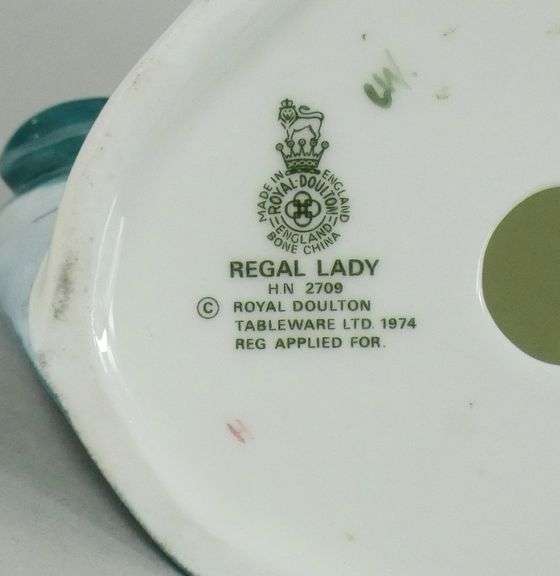 MADE IN ENGLAND
ROYAL·DOULTON
ENGLAND
BONE CHINA
REGAL LADY
H.N 2709
© ROYAL DOULTON
TABLEWARE LTD. 1974
REG APPLIED FOR.